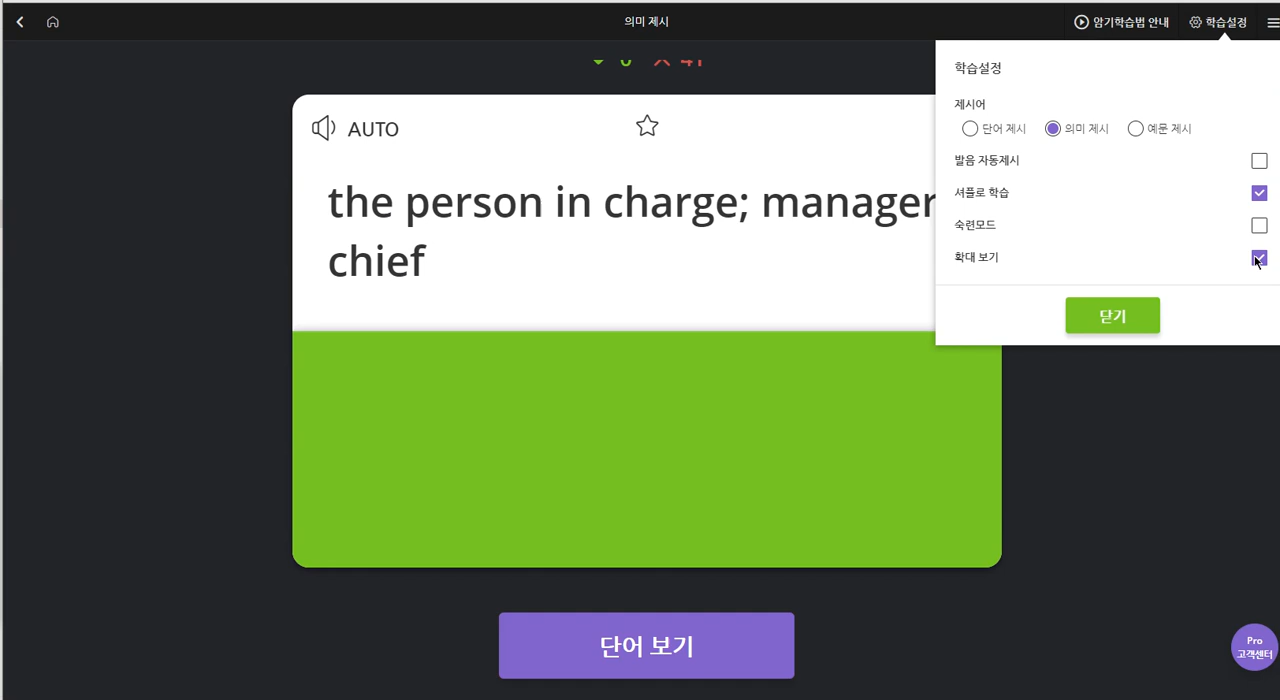 의미 제시
암기학습법 안내
학습설정
AUTO
the person in charge; manager
chief
단어 보기
학습설정
제시어
단어 제시
의미 제시
예문 제시
발음 자동제시
셔플로 학습
숙련모드
확대 보기
닫기
Pro
고객센터